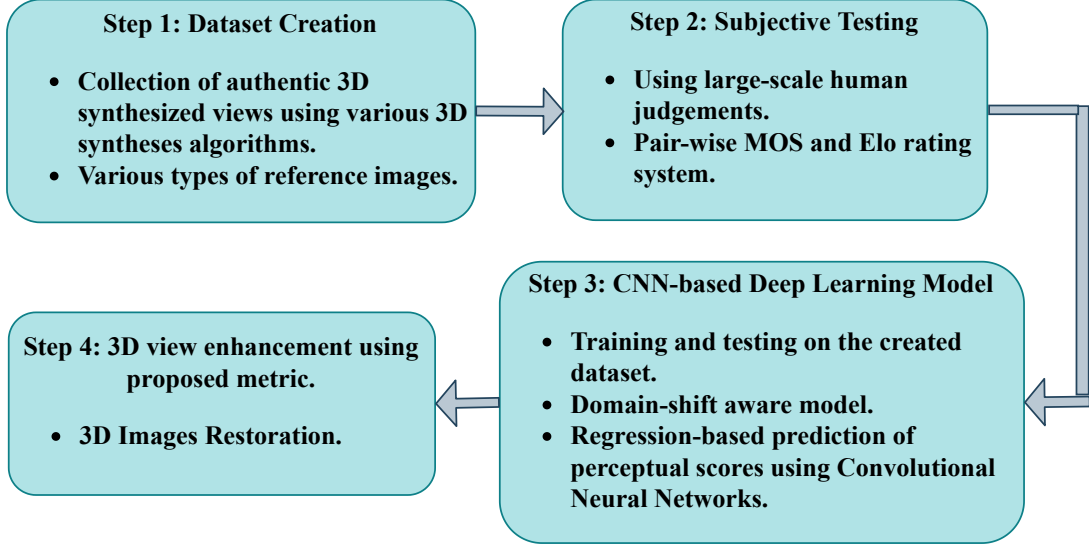 Step 1: Dataset Creation
• Collection of authentic 3D
synthesized views using various 3D
syntheses algorithms.
• Various types of reference images.
Step 2: Subjective Testing
• Using large-scale human
judgements.
• Pair-wise MOS and Elo rating
system.
Step 3: CNN-based Deep Learning Model
• Training and testing on the created
dataset.
• Domain-shift aware model.
• Regression-based prediction of
perceptual scores using Convolutional
Neural Networks.
Step 4: 3D view enhancement using
proposed metric.
• 3D Images Restoration.